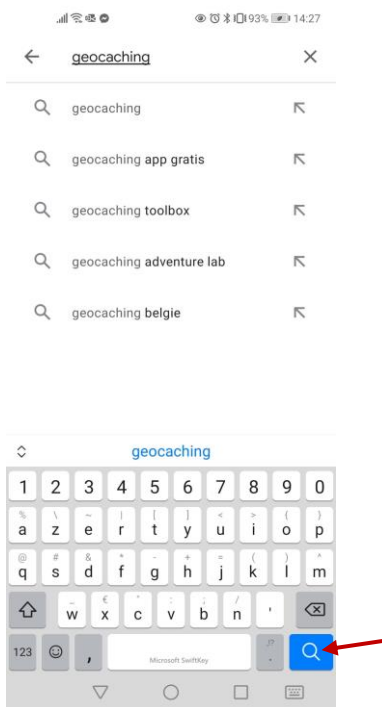 93% 14:27
geocaching
geocaching
geocaching app gratis
geocaching toolbox
geocaching adventure lab
geocaching belgie
geocaching
1 2 3 4 5 6 7 8 9 0
% \ ~ | [ ] < > { }
a z e r t y u i o p
@ # & * - + = ( ) ^
q s d f g h j k l m
_ € " : ; /
w x c v b n '
123 , Microsoft SwiftKey .